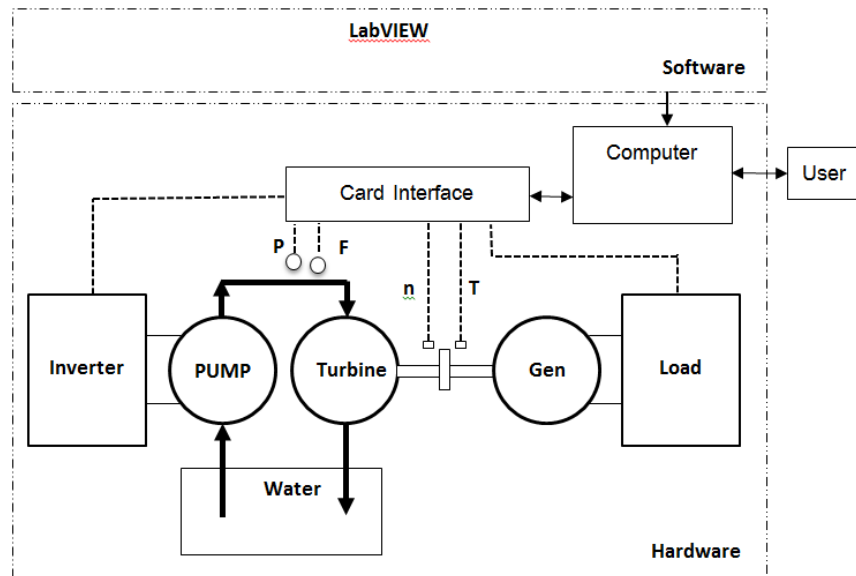 LabVIEW
Software
Computer
User
Card Interface
P
F
n
T
Inverter
PUMP
Turbine
Gen
Load
Water
Hardware